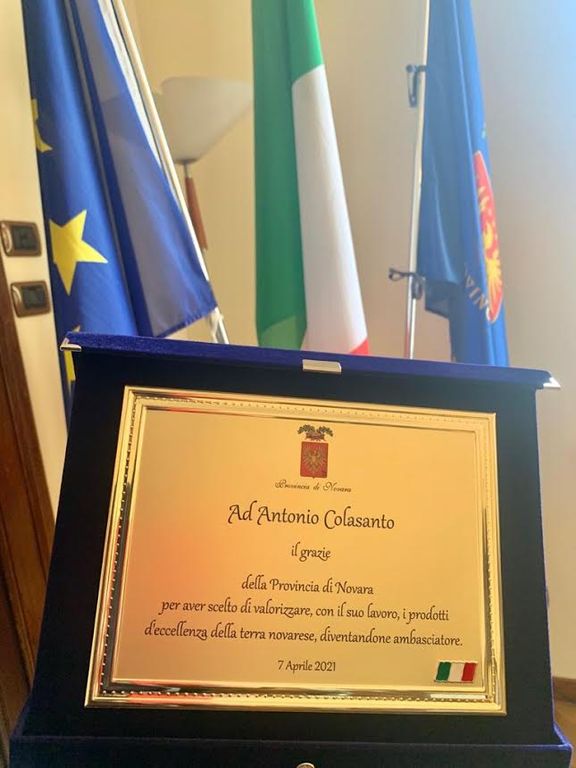 Provincia di Novara
Ad Antonio Colasanto
il grazie
della Provincia di Novara
per aver scelto di valorizzare, con il suo lavoro, i prodotti
d'eccellenza della terra novarese, diventandone ambasciatore.
7 Aprile 2021